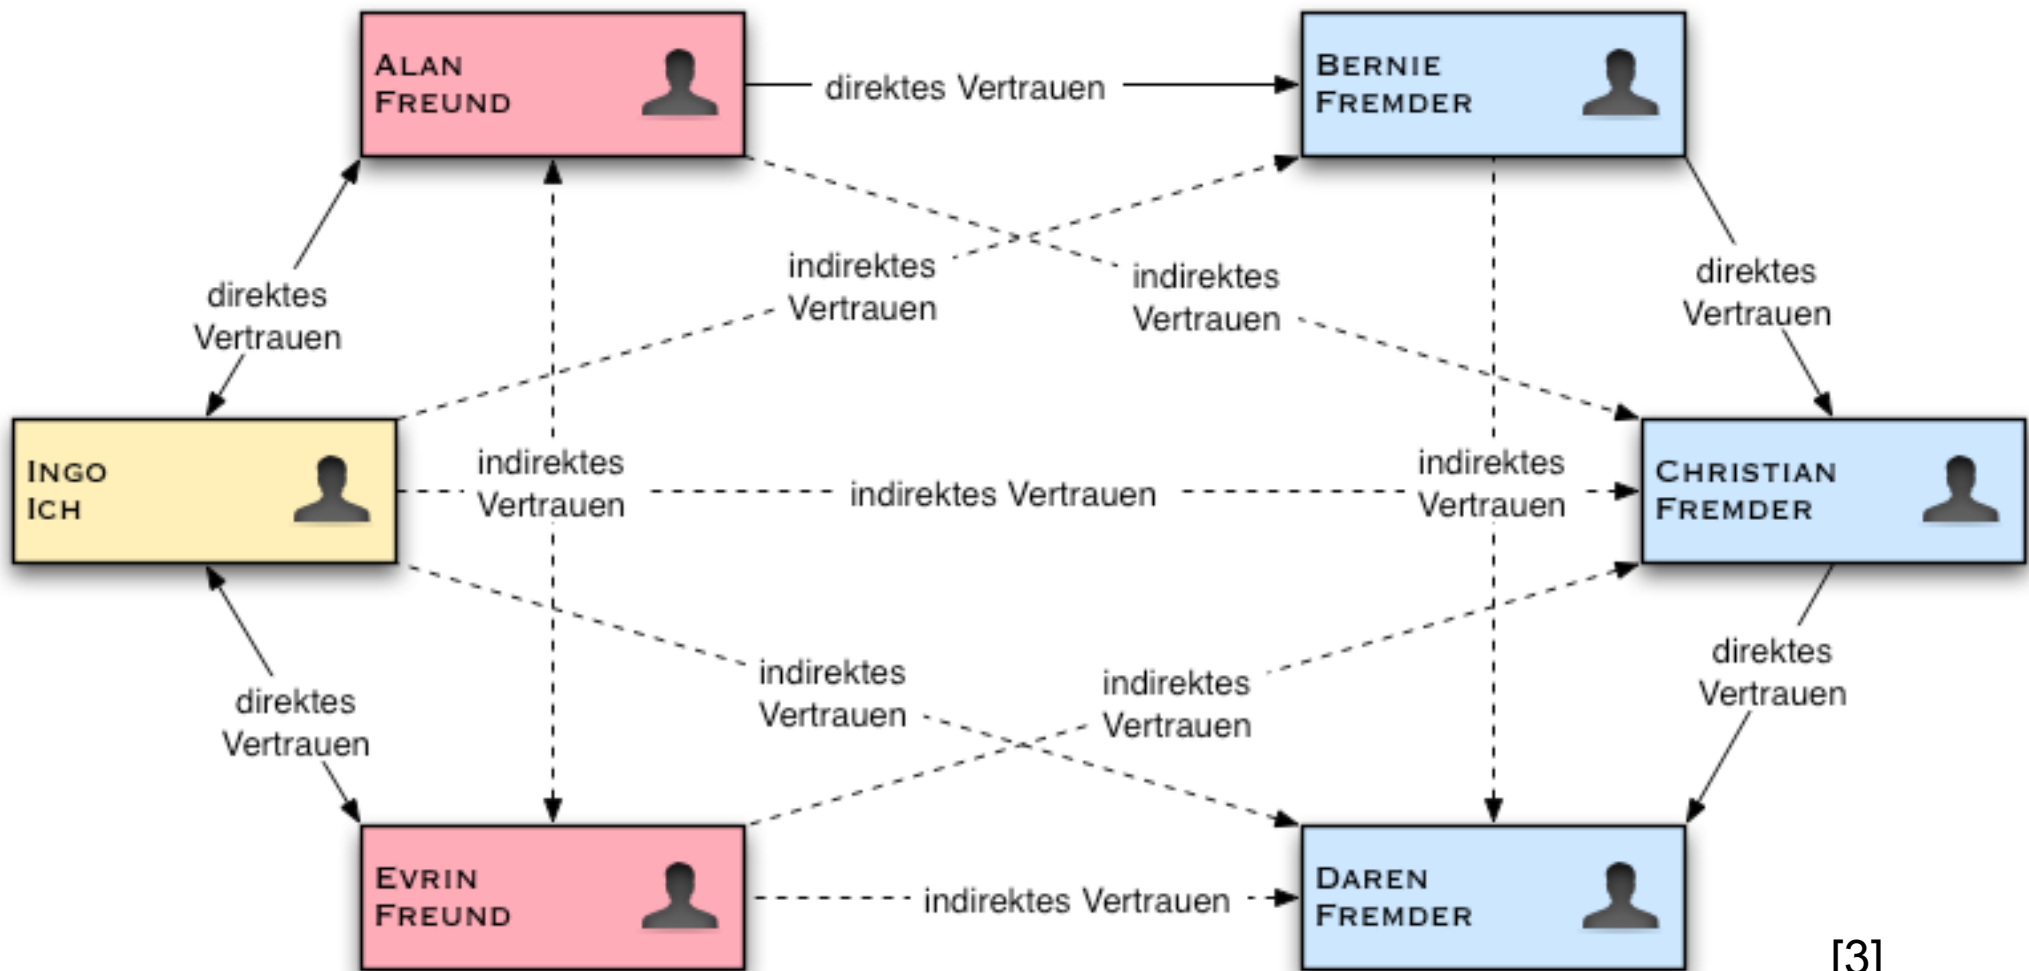 ALAN
FREUND
direktes Vertrauen
BERNIE
FREMDER
indirektes
Vertrauen
indirektes
Vertrauen
direktes
Vertrauen
direktes
Vertrauen
INGO
ICH
indirektes
Vertrauen
indirektes Vertrauen
indirektes
Vertrauen
CHRISTIAN
FREMDER
direktes
Vertrauen
indirektes
Vertrauen
indirektes
Vertrauen
direktes
Vertrauen
EVRIN
FREUND
indirektes Vertrauen
DAREN
FREMDER
[3]